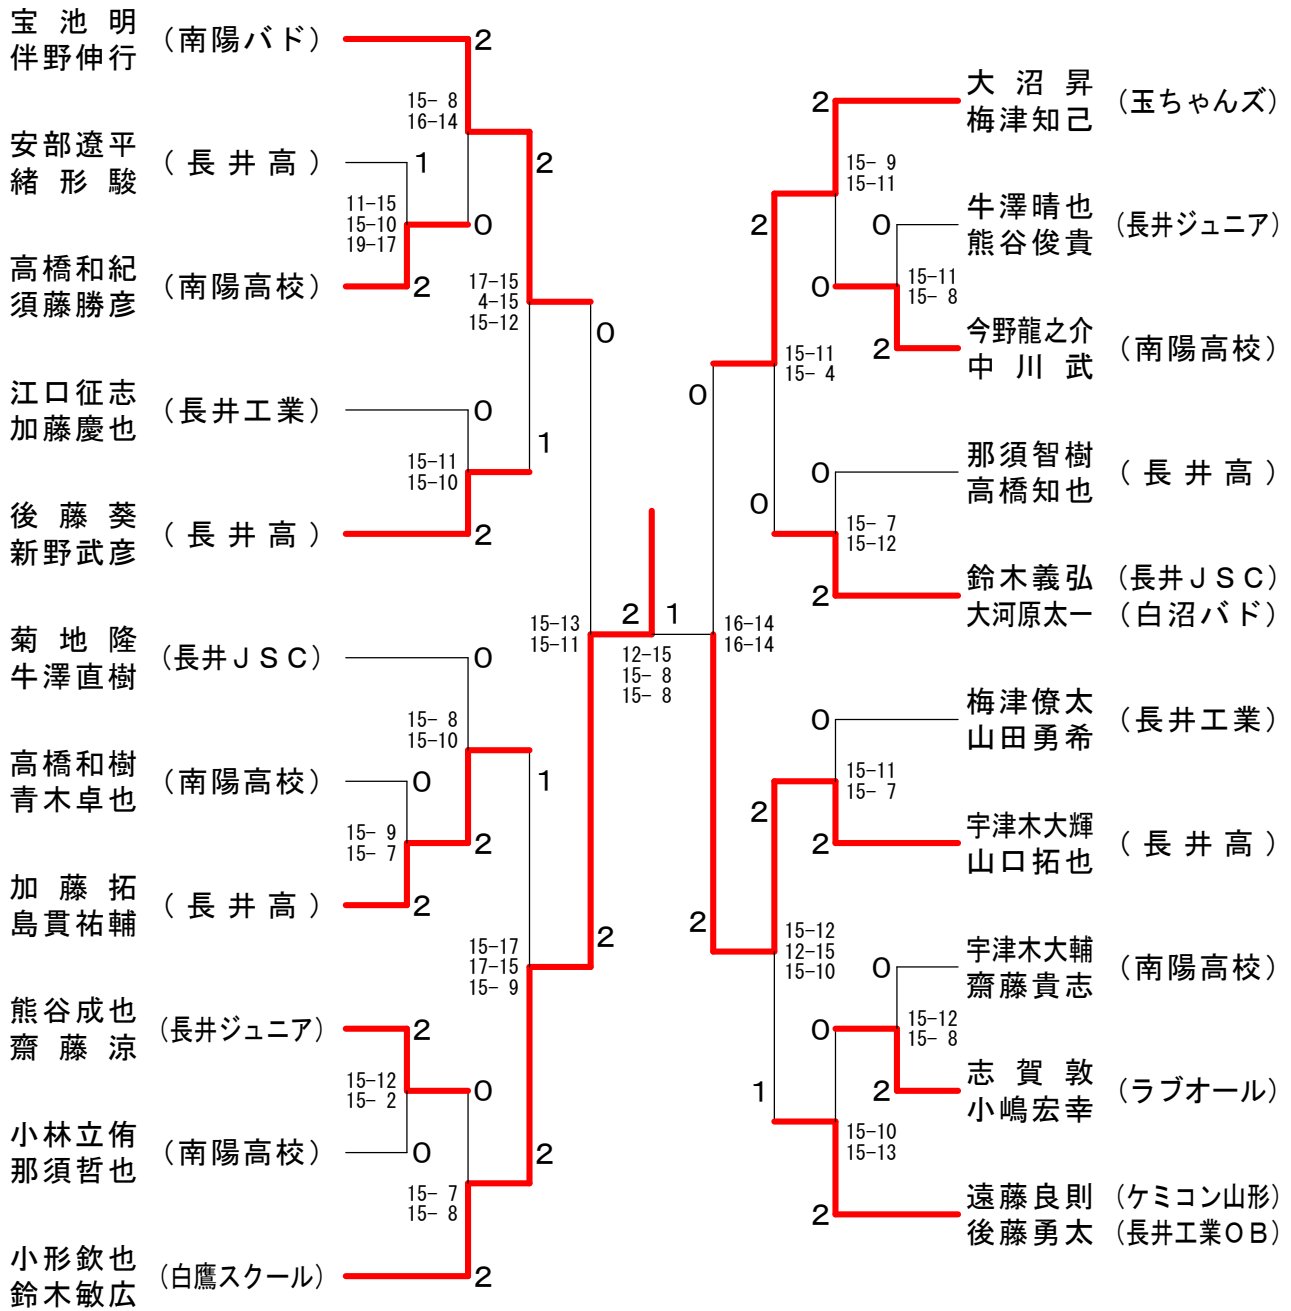 宝池明
伴野伸行
(南陽バド)
2
15- 8
16-14
安部遼平
緒形駿
(長井高)
1
2
11-15
15-10
19-17
0
高橋和紀
須藤勝彦
(南陽高校)
2
17-15
4-15
15-12
0
江口征志
加藤慶也
(長井工業)
0
1
15-11
15-10
後藤葵
新野武彦
(長井高)
2
15-13
15-11
2
1
12-15
15- 8
15- 8
菊地隆
牛澤直樹
(長井JSC)
0
15- 8
15-10
高橋和樹
青木卓也
(南陽高校)
0
1
15- 9
15- 7
2
加藤拓
島貫祐輔
(長井高)
2
15-17
17-15
15- 9
2
熊谷成也
齋藤涼
(長井ジュニア)
2
15-12
15- 2
0
小林立侑
那須哲也
(南陽高校)
0
2
15- 7
15- 8
小形欽也
鈴木敏広
(白鷹スクール)
2
大沼昇
梅津知己
(玉ちゃんズ)
2
15- 9
15-11
牛澤晴也
熊谷俊貴
(長井ジュニア)
0
2
15-11
15- 8
0
今野龍之介
中川武
(南陽高校)
2
15-11
15- 4
0
那須智樹
高橋知也
(長井高)
0
0
15- 7
15-12
鈴木義弘
大河原太一
(長井JSC)
(白沼バド)
2
16-14
16-14
梅津僚太
山田勇希
(長井工業)
0
15-11
15- 7
2
宇津木大輝
山口拓也
(長井高)
2
2
15-12
12-15
15-10
宇津木大輔
齋藤貴志
(南陽高校)
0
15-12
15- 8
0
志賀敦
小嶋宏幸
(ラブオール)
2
1
15-10
15-13
遠藤良則
後藤勇太
(ケミコン山形)
(長井工業OB)
2